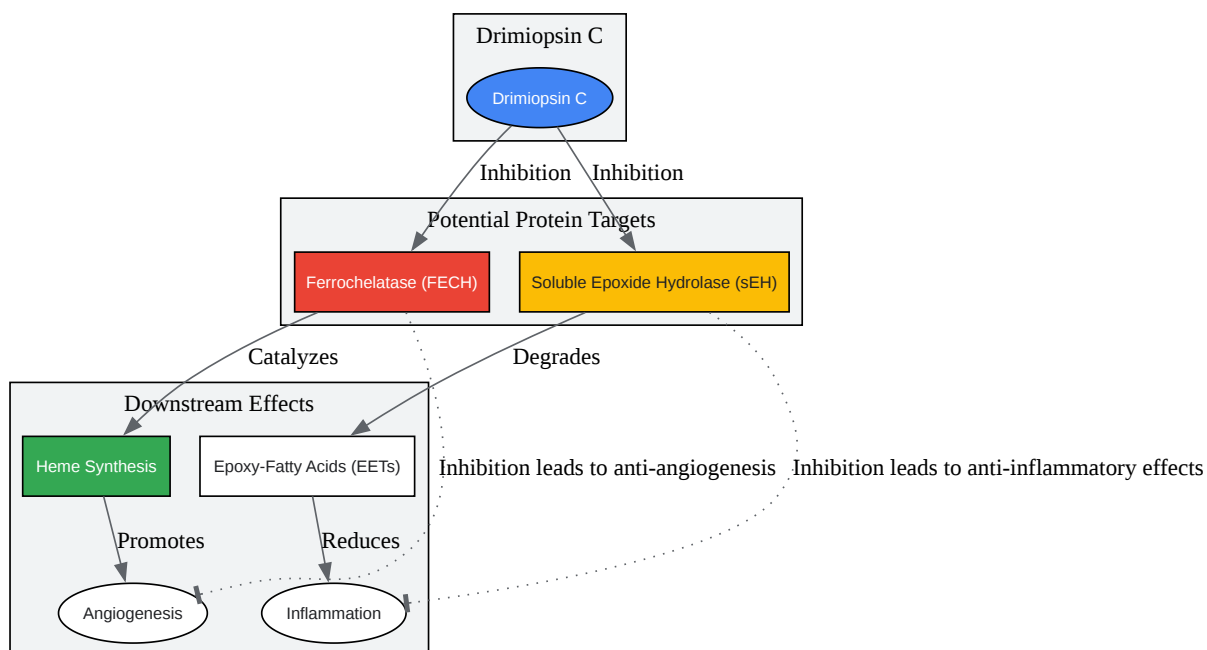 Drimiopsin C
Drimiopsin C
Inhibition
Inhibition
Potential Protein Targets
Ferrochelatase (FECH)
Soluble Epoxide Hydrolase (sEH)
Catalyzes
Degrades
Downstream Effects
Heme Synthesis
Epoxy-Fatty Acids (EETs)
Inhibition leads to anti-angiogenesis
Inhibition leads to anti-inflammatory effects
Promotes
Reduces
Angiogenesis
Inflammation